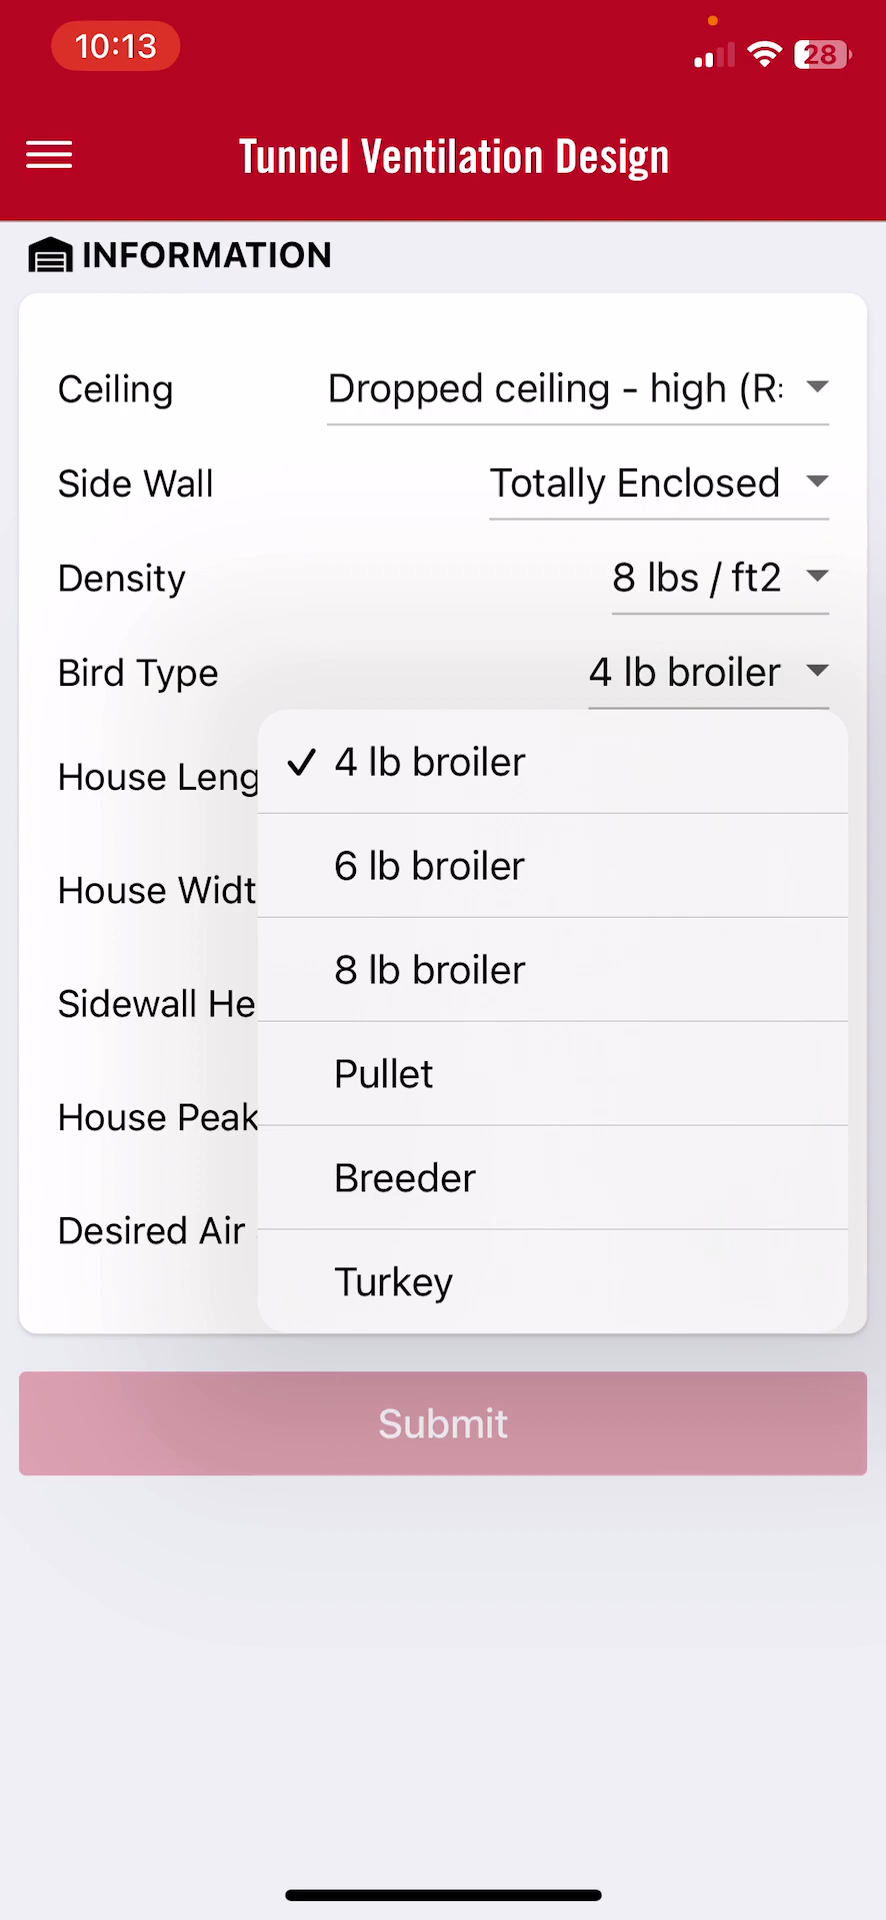 10:13
28
Tunnel Ventilation Design
INFORMATION
Ceiling Dropped ceiling - high (R:
Side Wall Totally Enclosed
Density 8 lbs / ft2
Bird Type 4 lb broiler
House Leng
✓ 4 lb broiler
6 lb broiler
House Widt
8 lb broiler
Sidewall He
Pullet
House Peak
Breeder
Desired Air
Turkey
Submit